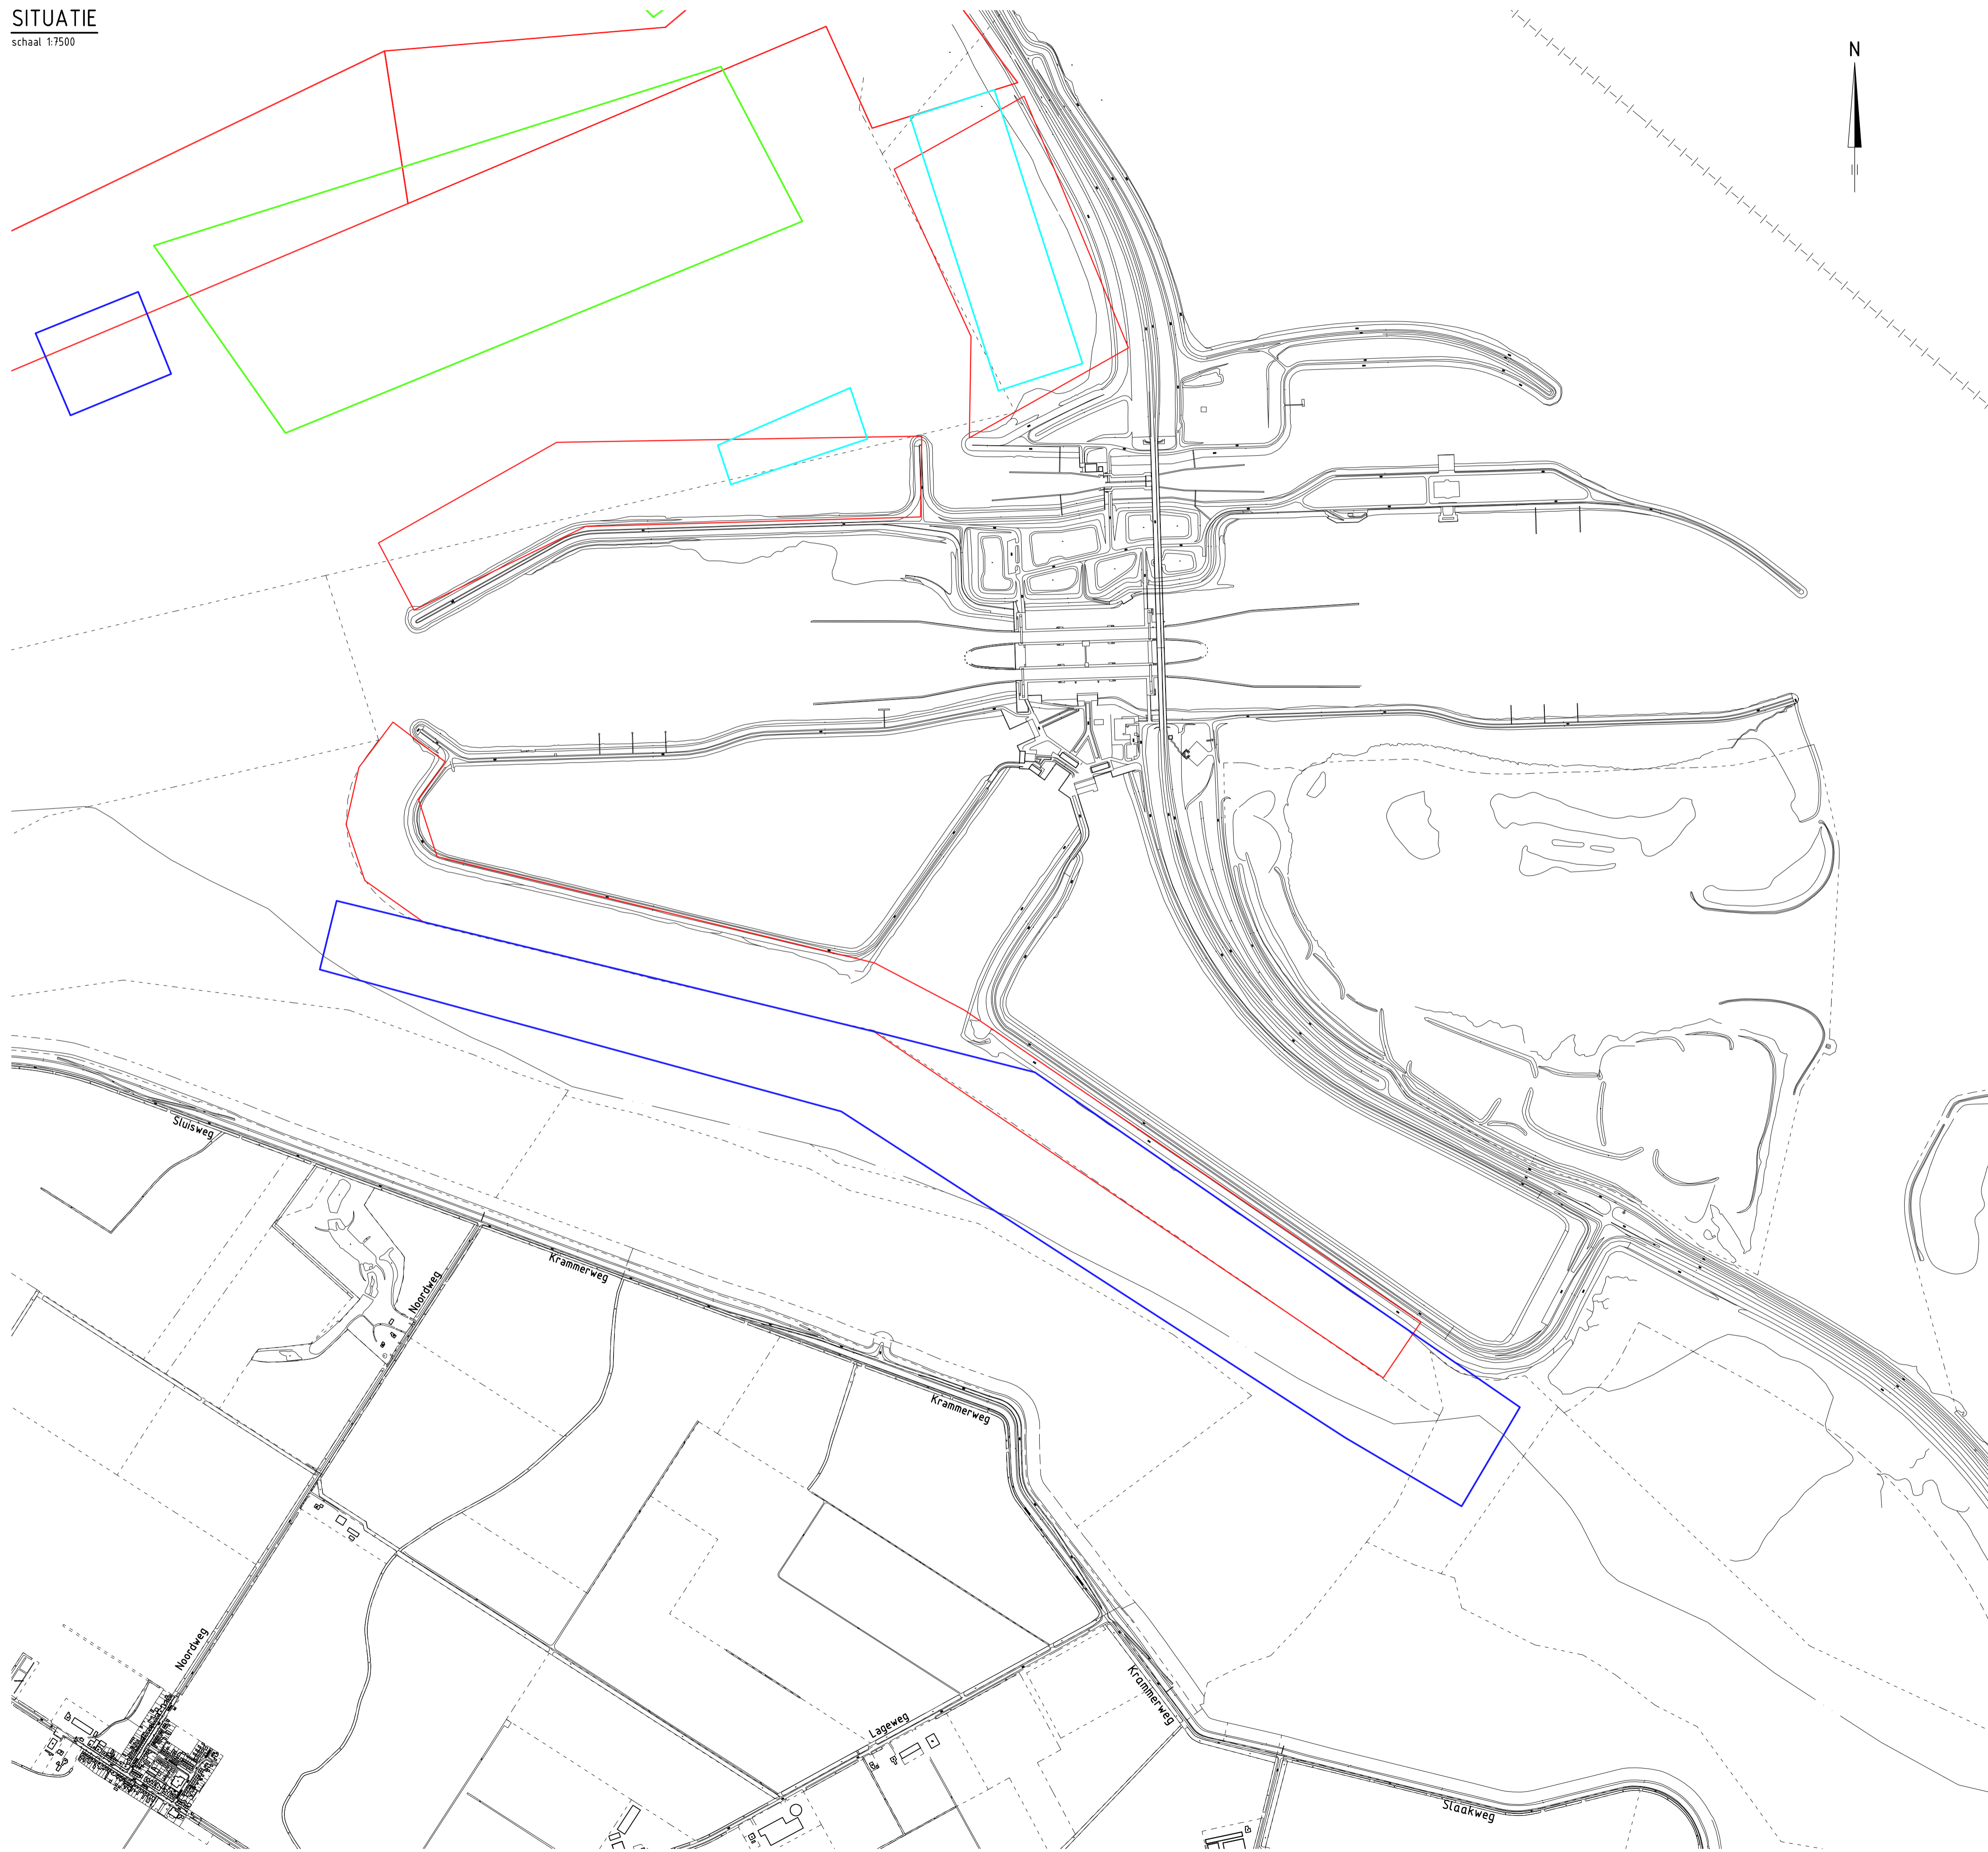 SITUATIE
schaal 1:7500
N
Sluisweg
Krammerweg
Noordweg
Krammerweg
Noordweg
Krammerweg
Lageweg
Slaakweg